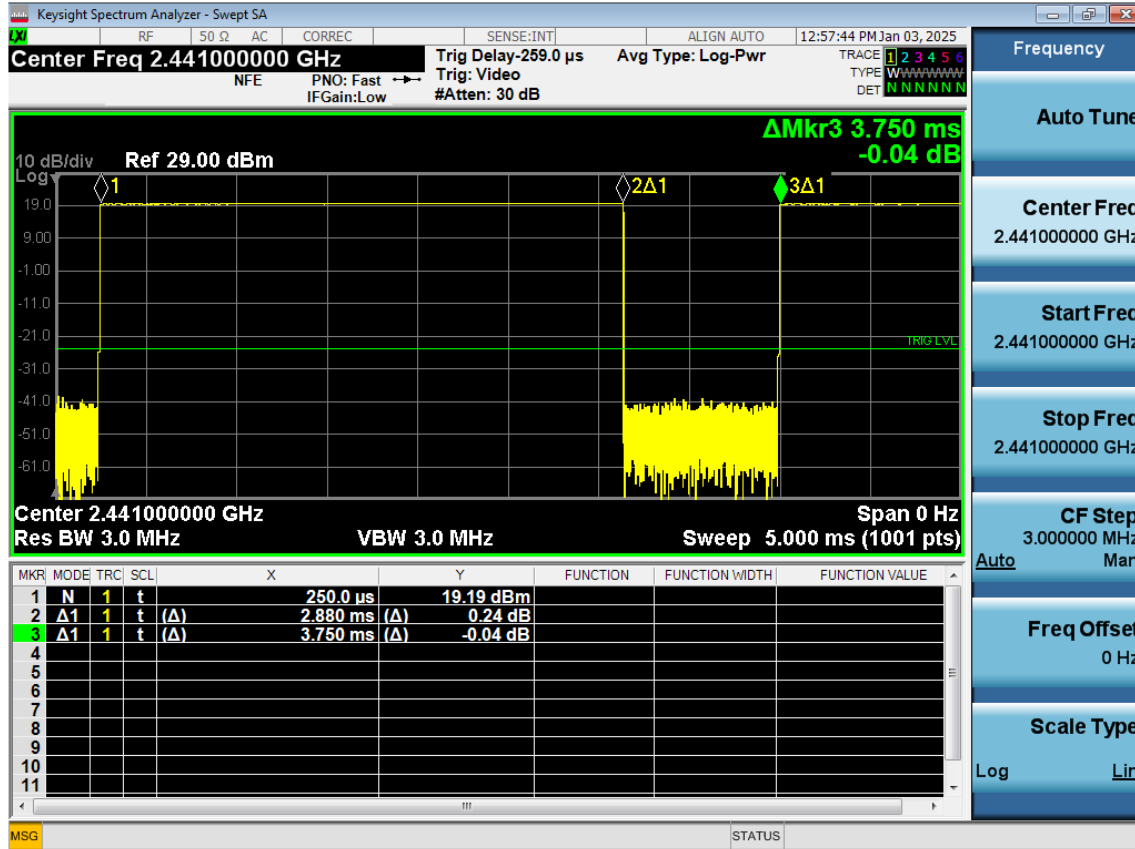 Keysight Spectrum Analyzer - Swept SA
LXI RF 50 Ω AC CORREC SENSE:INT ALIGN AUTO 12:57:44 PM Jan 03, 2025
Center Freq 2.441000000 GHz
NFE PNO: Fast
IFGain:Low
Trig Delay-259.0 µs
Trig: Video
#Atten: 30 dB
Avg Type: Log-Pwr
TRACE 1 2 3 4 5 6
TYPE WWWWWW
DET N N N N N N
ΔMkr3 3.750 ms
-0.04 dB
10 dB/div Ref 29.00 dBm
Log
1 2Δ1 3Δ1
19.0
9.00
-1.00
-11.0
-21.0
TRIG LVL
-31.0
-41.0
-51.0
-61.0
Center 2.441000000 GHz Span 0 Hz
Res BW 3.0 MHz VBW 3.0 MHz Sweep 5.000 ms (1001 pts)
MKR MODE TRC SCL X Y FUNCTION FUNCTION WIDTH FUNCTION VALUE
1 N 1 t 250.0 µs 19.19 dBm
2 Δ1 1 t (Δ) 2.880 ms (Δ) 0.24 dB
3 Δ1 1 t (Δ) 3.750 ms (Δ) -0.04 dB
4
5
6
7
8
9
10
11
MSG STATUS
Frequency
Auto Tune
Center Freq
2.441000000 GHz
Start Freq
2.441000000 GHz
Stop Freq
2.441000000 GHz
CF Step
3.000000 MHz
Auto Man
Freq Offset
0 Hz
Scale Type
Log Lin